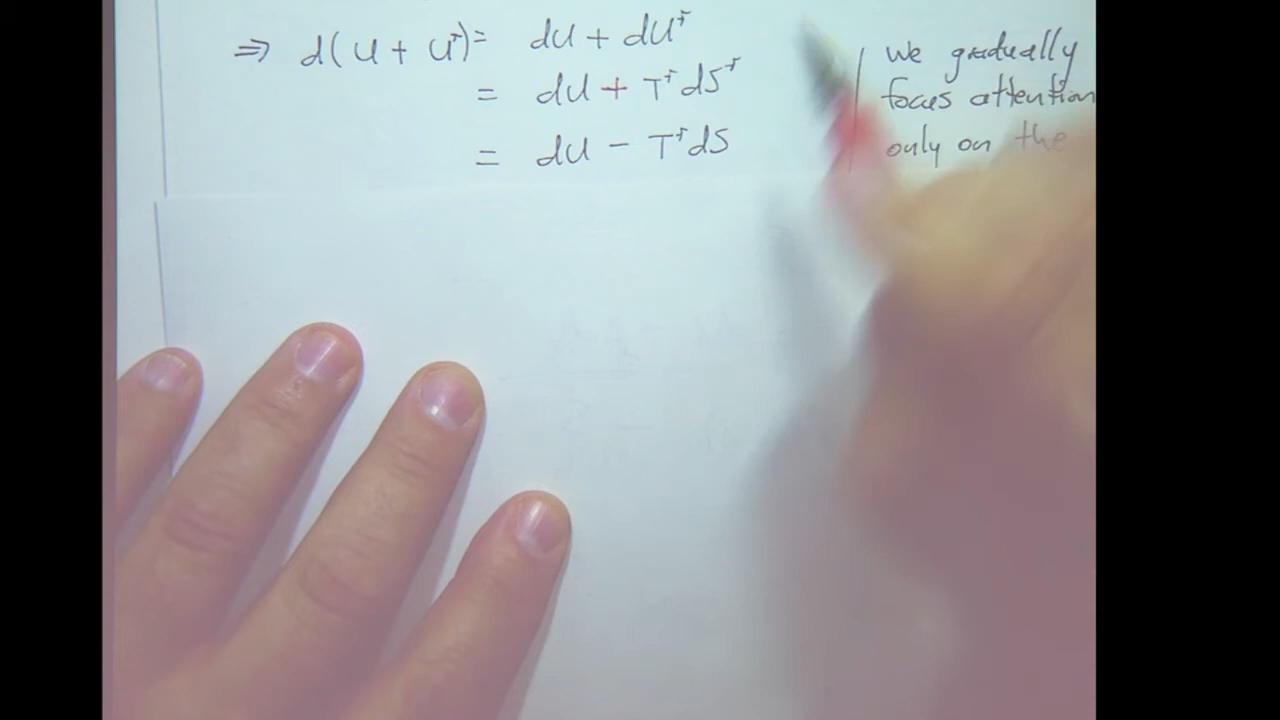 ⇒ d(U + U^r) = dU + dU^r
= dU + T^r dS^r
= dU - T^r dS
we gradually
focus attention
only on the